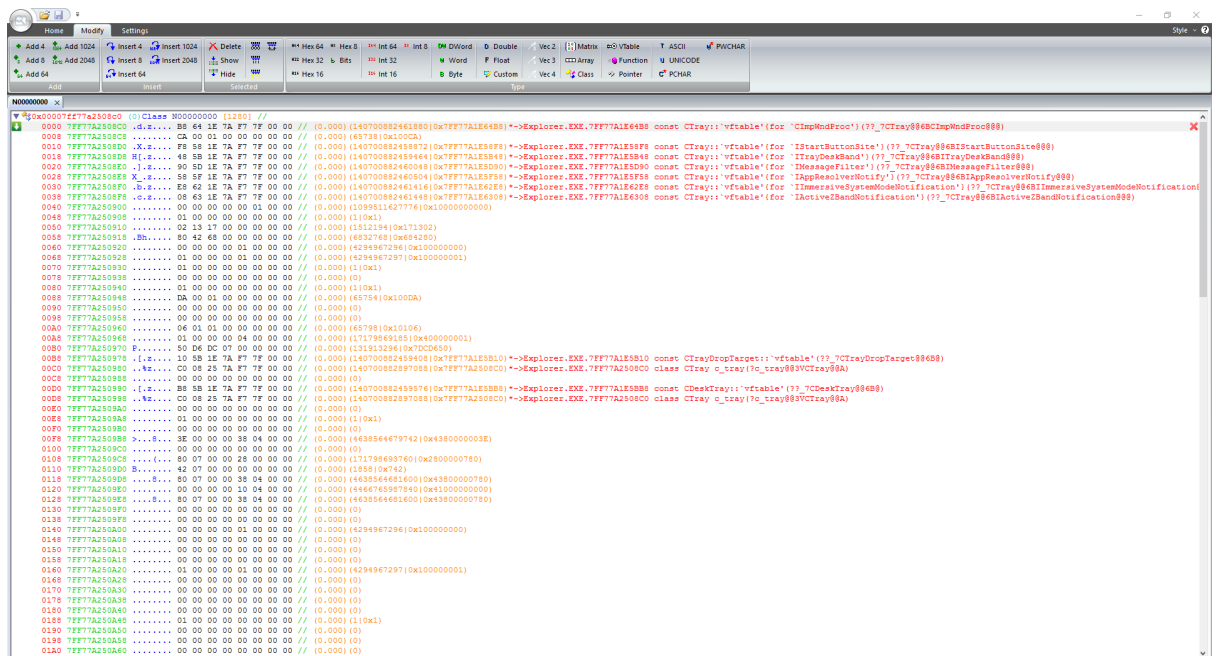 Home Modify Settings Style
Add 4 Add 1024 Insert 4 Insert 1024 Delete Hex 64 Hex 8 Int 64 Int 8 DWord Double Vec 2 Matrix VTable ASCII PWCHAR
Add 8 Add 2048 Insert 8 Insert 2048 Show Hex 32 Bits Int 32 Word Float Vec 3 Array Function UNICODE
Add 64 Insert 64 Hide Hex 16 Int 16 Byte Custom Vec 4 Class Pointer PCHAR
Add Insert Selected Type
N00000000
0x00007ff77a2508c0 (0)Class N00000000 [1280] //
0000 7FF77A2508C0 .d.z.... B8 64 1E 7A F7 7F 00 00 // (0.000)(140700882461880|0x7FF77A1E64B8)*->Explorer.EXE.7FF77A1E64B8 const CTray::`vftable'{for `CImpWndProc'}(??_7CTray@@6BCImpWndProc@@@)
0008 7FF77A2508C8 ........ CA 00 01 00 00 00 00 00 // (0.000)(65738|0x100CA)
0010 7FF77A2508D0 .X.z.... F8 58 1E 7A F7 7F 00 00 // (0.000)(140700882458872|0x7FF77A1E58F8)*->Explorer.EXE.7FF77A1E58F8 const CTray::`vftable'{for `IStartButtonSite'}(??_7CTray@@6BIStartButtonSite@@@)
0018 7FF77A2508D8 H[.z.... 48 5B 1E 7A F7 7F 00 00 // (0.000)(140700882459464|0x7FF77A1E5B48)*->Explorer.EXE.7FF77A1E5B48 const CTray::`vftable'{for `ITrayDeskBand'}(??_7CTray@@6BITrayDeskBand@@@)
0020 7FF77A2508E0 .].z.... 90 5D 1E 7A F7 7F 00 00 // (0.000)(140700882460048|0x7FF77A1E5D90)*->Explorer.EXE.7FF77A1E5D90 const CTray::`vftable'{for `IMessageFilter'}(??_7CTray@@6BIMessageFilter@@@)
0028 7FF77A2508E8 X_.z.... 58 5F 1E 7A F7 7F 00 00 // (0.000)(140700882460504|0x7FF77A1E5F58)*->Explorer.EXE.7FF77A1E5F58 const CTray::`vftable'{for `IAppResolverNotify'}(??_7CTray@@6BIAppResolverNotify@@@)
0030 7FF77A2508F0 .b.z.... E8 62 1E 7A F7 7F 00 00 // (0.000)(140700882461416|0x7FF77A1E62E8)*->Explorer.EXE.7FF77A1E62E8 const CTray::`vftable'{for `IImmersiveSystemModeNotification'}(??_7CTray@@6BIImmersiveSystemModeNotification@
0038 7FF77A2508F8 .c.z.... 08 63 1E 7A F7 7F 00 00 // (0.000)(140700882461448|0x7FF77A1E6308)*->Explorer.EXE.7FF77A1E6308 const CTray::`vftable'{for `IActiveZBandNotification'}(??_7CTray@@6BIActiveZBandNotification@@@)
0040 7FF77A250900 ........ 00 00 00 00 00 01 00 00 // (0.000)(1099511627776|0x10000000000)
0048 7FF77A250908 ........ 01 00 00 00 00 00 00 00 // (0.000)(1|0x1)
0050 7FF77A250910 ........ 02 13 17 00 00 00 00 00 // (0.000)(1512194|0x171302)
0058 7FF77A250918 .Bh..... 80 42 68 00 00 00 00 00 // (0.000)(6832768|0x684280)
0060 7FF77A250920 ........ 00 00 00 00 01 00 00 00 // (0.000)(4294967296|0x100000000)
0068 7FF77A250928 ........ 01 00 00 00 01 00 00 00 // (0.000)(4294967297|0x100000001)
0070 7FF77A250930 ........ 01 00 00 00 00 00 00 00 // (0.000)(1|0x1)
0078 7FF77A250938 ........ 00 00 00 00 00 00 00 00 // (0.000)(0)
0080 7FF77A250940 ........ 01 00 00 00 00 00 00 00 // (0.000)(1|0x1)
0088 7FF77A250948 ........ DA 00 01 00 00 00 00 00 // (0.000)(65754|0x100DA)
0090 7FF77A250950 ........ 00 00 00 00 00 00 00 00 // (0.000)(0)
0098 7FF77A250958 ........ 00 00 00 00 00 00 00 00 // (0.000)(0)
00A0 7FF77A250960 ........ 06 01 01 00 00 00 00 00 // (0.000)(65798|0x10106)
00A8 7FF77A250968 ........ 01 00 00 00 04 00 00 00 // (0.000)(17179869185|0x400000001)
00B0 7FF77A250970 P....... 50 D6 DC 07 00 00 00 00 // (0.000)(131913296|0x7DCD650)
00B8 7FF77A250978 .[.z.... 10 5B 1E 7A F7 7F 00 00 // (0.000)(140700882459408|0x7FF77A1E5B10)*->Explorer.EXE.7FF77A1E5B10 const CTrayDropTarget::`vftable'(??_7CTrayDropTarget@@6B@)
00C0 7FF77A250980 ..%z.... C0 08 25 7A F7 7F 00 00 // (0.000)(140700882897088|0x7FF77A2508C0)*->Explorer.EXE.7FF77A2508C0 class CTray c_tray(?c_tray@@3VCTray@@A)
00C8 7FF77A250988 ........ 00 00 00 00 00 00 00 00 // (0.000)(0)
00D0 7FF77A250990 .[.z.... B8 5B 1E 7A F7 7F 00 00 // (0.000)(140700882459576|0x7FF77A1E5BB8)*->Explorer.EXE.7FF77A1E5BB8 const CDeskTray::`vftable'(??_7CDeskTray@@6B@)
00D8 7FF77A250998 ..%z.... C0 08 25 7A F7 7F 00 00 // (0.000)(140700882897088|0x7FF77A2508C0)*->Explorer.EXE.7FF77A2508C0 class CTray c_tray(?c_tray@@3VCTray@@A)
00E0 7FF77A2509A0 ........ 00 00 00 00 00 00 00 00 // (0.000)(0)
00E8 7FF77A2509A8 ........ 01 00 00 00 00 00 00 00 // (0.000)(1|0x1)
00F0 7FF77A2509B0 ........ 00 00 00 00 00 00 00 00 // (0.000)(0)
00F8 7FF77A2509B8 >...8... 3E 00 00 00 38 04 00 00 // (0.000)(4638564679742|0x4380000003E)
0100 7FF77A2509C0 ........ 00 00 00 00 00 00 00 00 // (0.000)(0)
0108 7FF77A2509C8 ....(... 80 07 00 00 28 00 00 00 // (0.000)(171798693760|0x2800000780)
0110 7FF77A2509D0 B....... 42 07 00 00 00 00 00 00 // (0.000)(1858|0x742)
0118 7FF77A2509D8 ....8... 80 07 00 00 38 04 00 00 // (0.000)(4638564681600|0x43800000780)
0120 7FF77A2509E0 ........ 00 00 00 00 10 04 00 00 // (0.000)(4466765987840|0x41000000000)
0128 7FF77A2509E8 ....8... 80 07 00 00 38 04 00 00 // (0.000)(4638564681600|0x43800000780)
0130 7FF77A2509F0 ........ 00 00 00 00 00 00 00 00 // (0.000)(0)
0138 7FF77A2509F8 ........ 00 00 00 00 00 00 00 00 // (0.000)(0)
0140 7FF77A250A00 ........ 00 00 00 00 01 00 00 00 // (0.000)(4294967296|0x100000000)
0148 7FF77A250A08 ........ 00 00 00 00 00 00 00 00 // (0.000)(0)
0150 7FF77A250A10 ........ 00 00 00 00 00 00 00 00 // (0.000)(0)
0158 7FF77A250A18 ........ 00 00 00 00 00 00 00 00 // (0.000)(0)
0160 7FF77A250A20 ........ 01 00 00 00 01 00 00 00 // (0.000)(4294967297|0x100000001)
0168 7FF77A250A28 ........ 00 00 00 00 00 00 00 00 // (0.000)(0)
0170 7FF77A250A30 ........ 00 00 00 00 00 00 00 00 // (0.000)(0)
0178 7FF77A250A38 ........ 00 00 00 00 00 00 00 00 // (0.000)(0)
0180 7FF77A250A40 ........ 00 00 00 00 00 00 00 00 // (0.000)(0)
0188 7FF77A250A48 ........ 01 00 00 00 00 00 00 00 // (0.000)(1|0x1)
0190 7FF77A250A50 ........ 00 00 00 00 00 00 00 00 // (0.000)(0)
0198 7FF77A250A58 ........ 00 00 00 00 00 00 00 00 // (0.000)(0)
01A0 7FF77A250A60 ........ 00 00 00 00 00 00 00 00 // (0.000)(0)